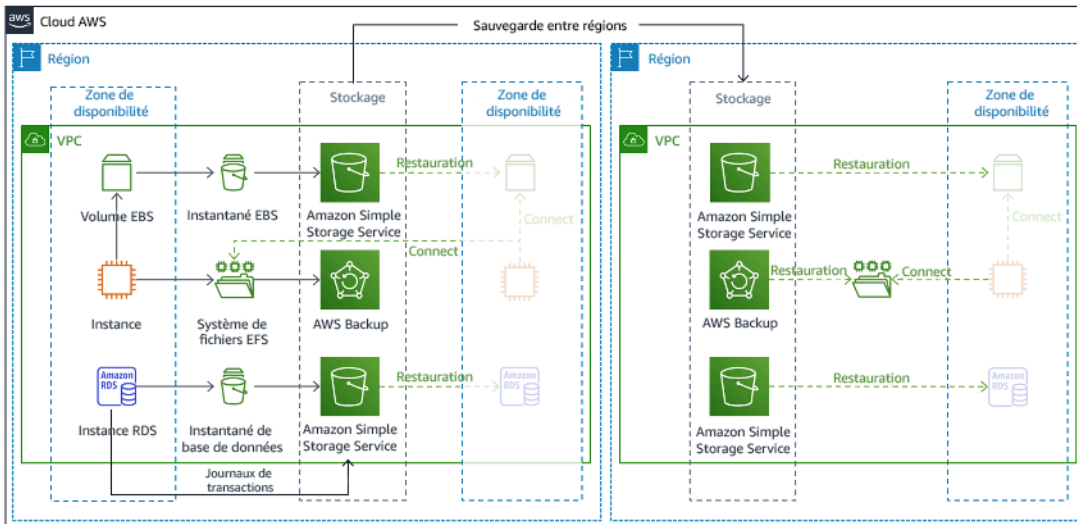 aws
Cloud AWS
Sauvegarde entre régions
Région
Zone de
disponibilité
Stockage
Zone de
disponibilité
VPC
Restauration
Volume EBS
Instantané EBS
Amazon Simple
Storage Service
Connect
Connect
Instance
Système de
fichiers EFS
AWS Backup
Amazon
RDS
Restauration
Amazon
RDS
Instance RDS
Instantané de
base de données
Amazon Simple
Storage Service
Journaux de
transactions
Région
Stockage
Zone de
disponibilité
VPC
Restauration
Amazon Simple
Storage Service
Connect
Restauration
Connect
AWS Backup
Restauration
Amazon
RDS
Amazon Simple
Storage Service